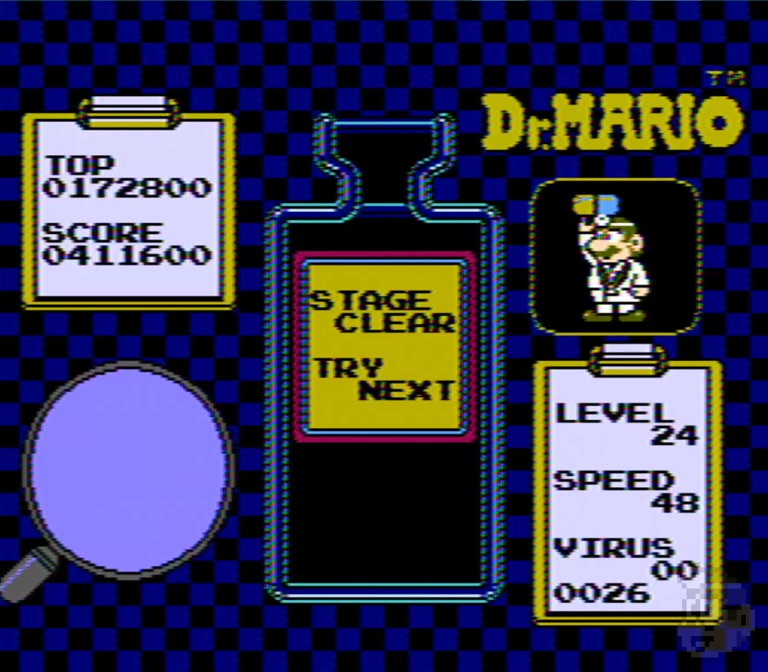 TM
Dr. MARIO
TOP
0172800
SCORE
0411600
STAGE
CLEAR
TRY
NEXT
LEVEL
24
SPEED
48
VIRUS
00
0026